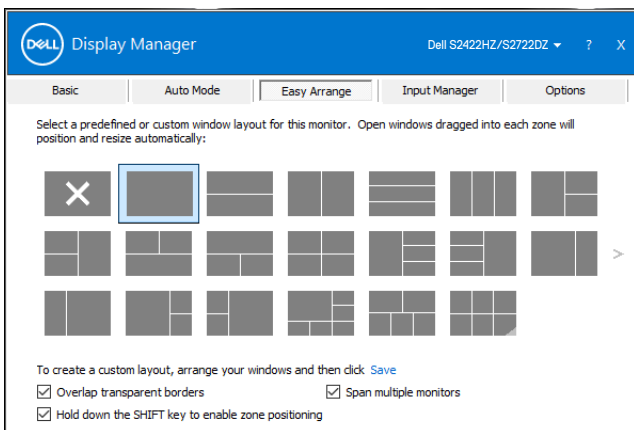 DELL Display Manager Dell S2422HZ/S2722DZ ? X
Basic Auto Mode Easy Arrange Input Manager Options
Select a predefined or custom window layout for this monitor. Open windows dragged into each zone will
position and resize automatically:
To create a custom layout, arrange your windows and then click Save
Overlap transparent borders Span multiple monitors
Hold down the SHIFT key to enable zone positioning